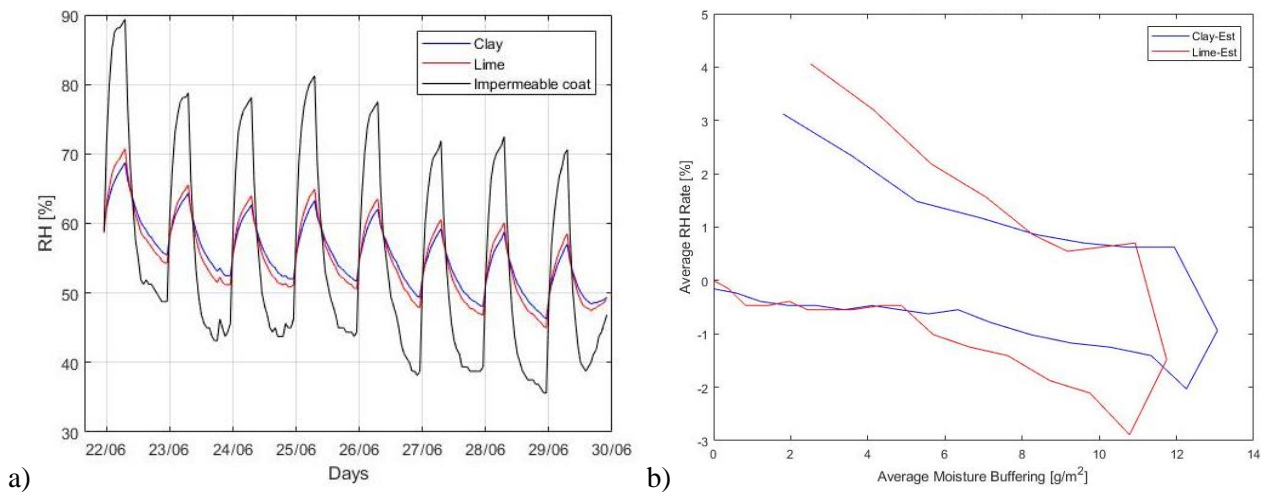 90
80
70
60
50
40
30
RH [%]
Clay
Lime
Impermeable coat
22/06 23/06 24/06 25/06 26/06 27/06 28/06 29/06 30/06
Days
a)
5
4
3
2
1
0
-1
-2
-3
Average RH Rate [%]
Clay-Est
Lime-Est
0 2 4 6 8 10 12 14
Average Moisture Buffering [g/m²]
b)